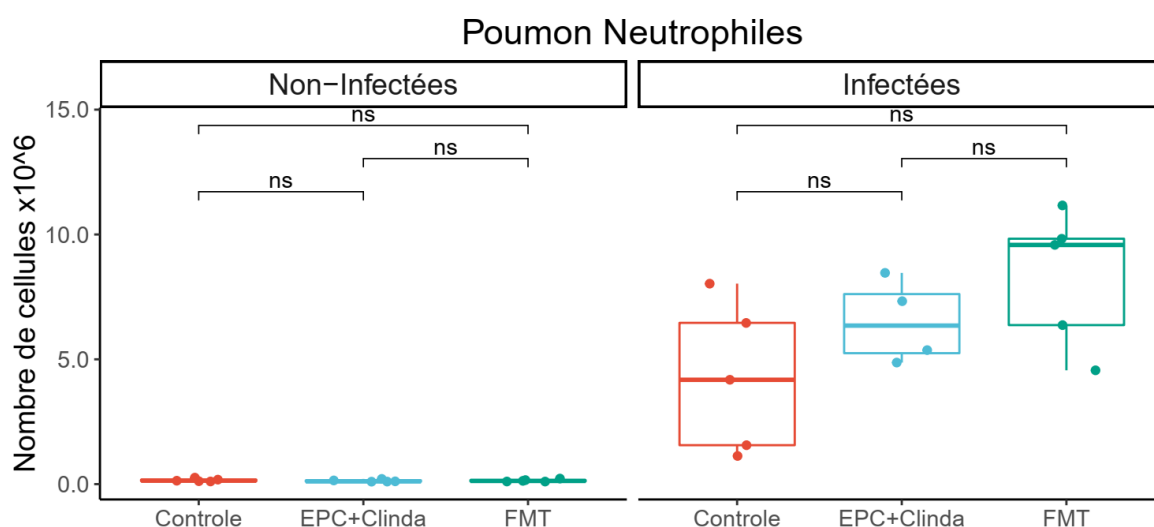 Poumon Neutrophiles
Non−Infectées
Infectées
Nombre de cellules x10^6
15.0
10.0
5.0
0.0
ns
ns
ns
ns
ns
ns
Controle EPC+Clinda FMT
Controle EPC+Clinda FMT